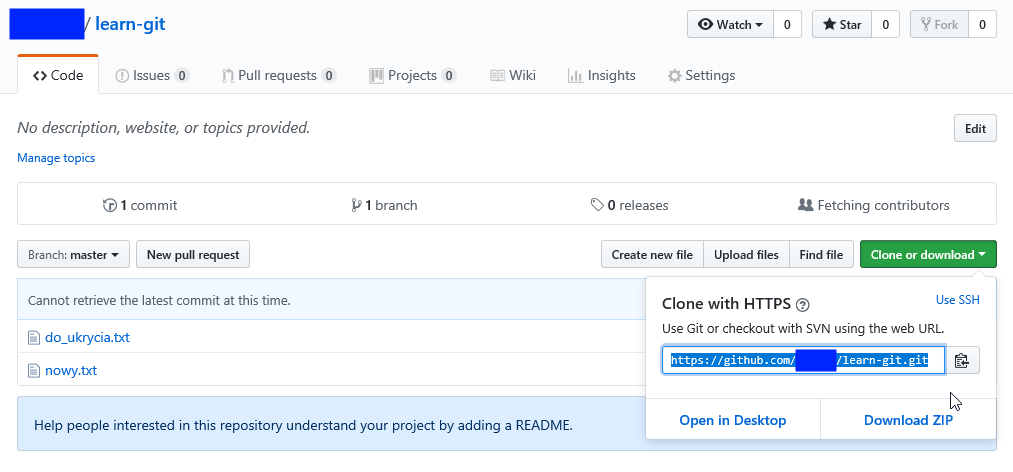 / learn-git
Watch 0 Star 0 Fork 0
Code Issues 0 Pull requests 0 Projects 0 Wiki Insights Settings
No description, website, or topics provided.
Edit
Manage topics
1 commit 1 branch 0 releases Fetching contributors
Branch: master New pull request Create new file Upload files Find file Clone or download
Cannot retrieve the latest commit at this time.
do_ukrycia.txt
nowy.txt
Help people interested in this repository understand your project by adding a README.
Clone with HTTPS ? Use SSH
Use Git or checkout with SVN using the web URL.
https://github.com/ /learn-git.git
Open in Desktop Download ZIP